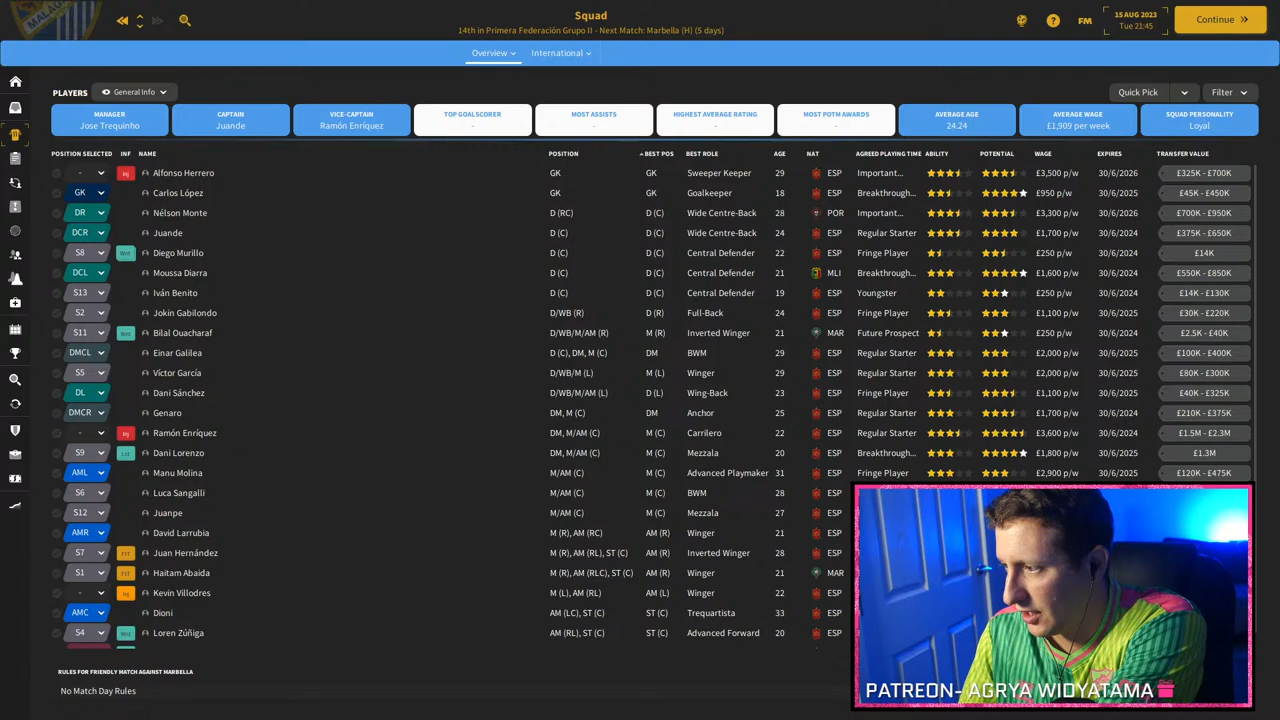 Squad
14th in Primera Federación Grupo II - Next Match: Marbella (H) (5 days)
FM
15 AUG 2023
Tue 21:45
Continue
Overview
International
PLAYERS
General Info
Quick Pick
Filter
MANAGER
Jose Trequinho
CAPTAIN
Juande
VICE-CAPTAIN
Ramón Enríquez
TOP GOALSCORER
-
MOST ASSISTS
-
HIGHEST AVERAGE RATING
-
MOST POTM AWARDS
-
AVERAGE AGE
24.24
AVERAGE WAGE
£1,909 per week
SQUAD PERSONALITY
Loyal
POSITION SELECTED INF NAME POSITION BEST POS BEST ROLE AGE NAT AGREED PLAYING TIME ABILITY POTENTIAL WAGE EXPIRES TRANSFER VALUE
- Inj Alfonso Herrero GK GK Sweeper Keeper 29 ESP Important... £3,500 p/w 30/6/2026 £325K - £700K
GK Carlos López GK GK Goalkeeper 18 ESP Breakthrough... £950 p/w 30/6/2025 £45K - £450K
DR Nélson Monte D (RC) D (C) Wide Centre-Back 28 POR Important... £3,300 p/w 30/6/2025 £700K - £950K
DCR Juande D (C) D (C) Wide Centre-Back 24 ESP Regular Starter £2,400 p/w 30/6/2024 £375K - £650K
S8 Wnt Diego Murillo D (C) D (C) Central Defender 22 ESP Fringe Player £250 p/w 30/6/2024 £14K
DCL Moussa Diarra D (C) D (C) Central Defender 21 MLI Breakthrough... £1,600 p/w 30/6/2024 £550K - £850K
S13 Iván Benito D (C) D (C) Central Defender 19 ESP Youngster £250 p/w 30/6/2024 £14K - £130K
S2 Jokin Gabilondo D/WB (R) D (R) Full-Back 24 ESP Fringe Player £1,100 p/w 30/6/2024 £30K - £220K
S11 Wnt Bilal Ouacharaf D/WB/M/AM (R) M (R) Inverted Winger 21 MAR Future Prospect £250 p/w 30/6/2024 £2.5K - £40K
DMCL Einar Galilea D (C), DM, M (C) DM BWM 29 ESP Regular Starter £2,000 p/w 30/6/2025 £100K - £400K
S5 Víctor García D/WB/M (L) M (L) Winger 29 ESP Regular Starter £2,000 p/w 30/6/2025 £80K - £300K
DL Dani Sánchez D/WB/M/AM (L) D (L) Wing-Back 23 ESP Fringe Player £1,100 p/w 30/6/2025 £40K - £325K
DMCR Genaro DM, M (C) DM Anchor 25 ESP Regular Starter £1,700 p/w 30/6/2024 £210K - £375K
- Inj Ramón Enríquez DM, M/AM (C) M (C) Carrilero 22 ESP Regular Starter £3,600 p/w 30/6/2024 £1.5M - £2.3M
S9 Lst Dani Lorenzo DM, M/AM (C) M (C) Mezzala 20 ESP Breakthrough... £1,800 p/w 30/6/2025 £1.3M
AML Manu Molina M/AM (C) M (C) Advanced Playmaker 31 ESP Fringe Player £2,900 p/w 30/6/2025 £120K - £475K
S6 Luca Sangalli M/AM (C) M (C) BWM 28 ESP
S12 Juanpe M/AM (C) M (C) Mezzala 27 ESP
AMR David Larrubia M (R), AM (RC) AM (R) Winger 21 ESP
S7 FIT Juan Hernández M (R), AM (RL), ST (C) AM (R) Inverted Winger 28 ESP
S1 FIT Haitam Abaida M (R), AM (RLC), ST (C) AM (R) Winger 21 MAR
- Inj Kevin Villodres M (L), AM (RL) AM (L) Winger 22 ESP
AMC Dioni AM (LC), ST (C) ST (C) Trequartista 33 ESP
S4 Wnt Loren Zúñiga AM (RL), ST (C) ST (C) Advanced Forward 20 ESP
RULES FOR FRIENDLY MATCH AGAINST MARBELLA
No Match Day Rules
PATREON- AGRYA WIDYATAMA